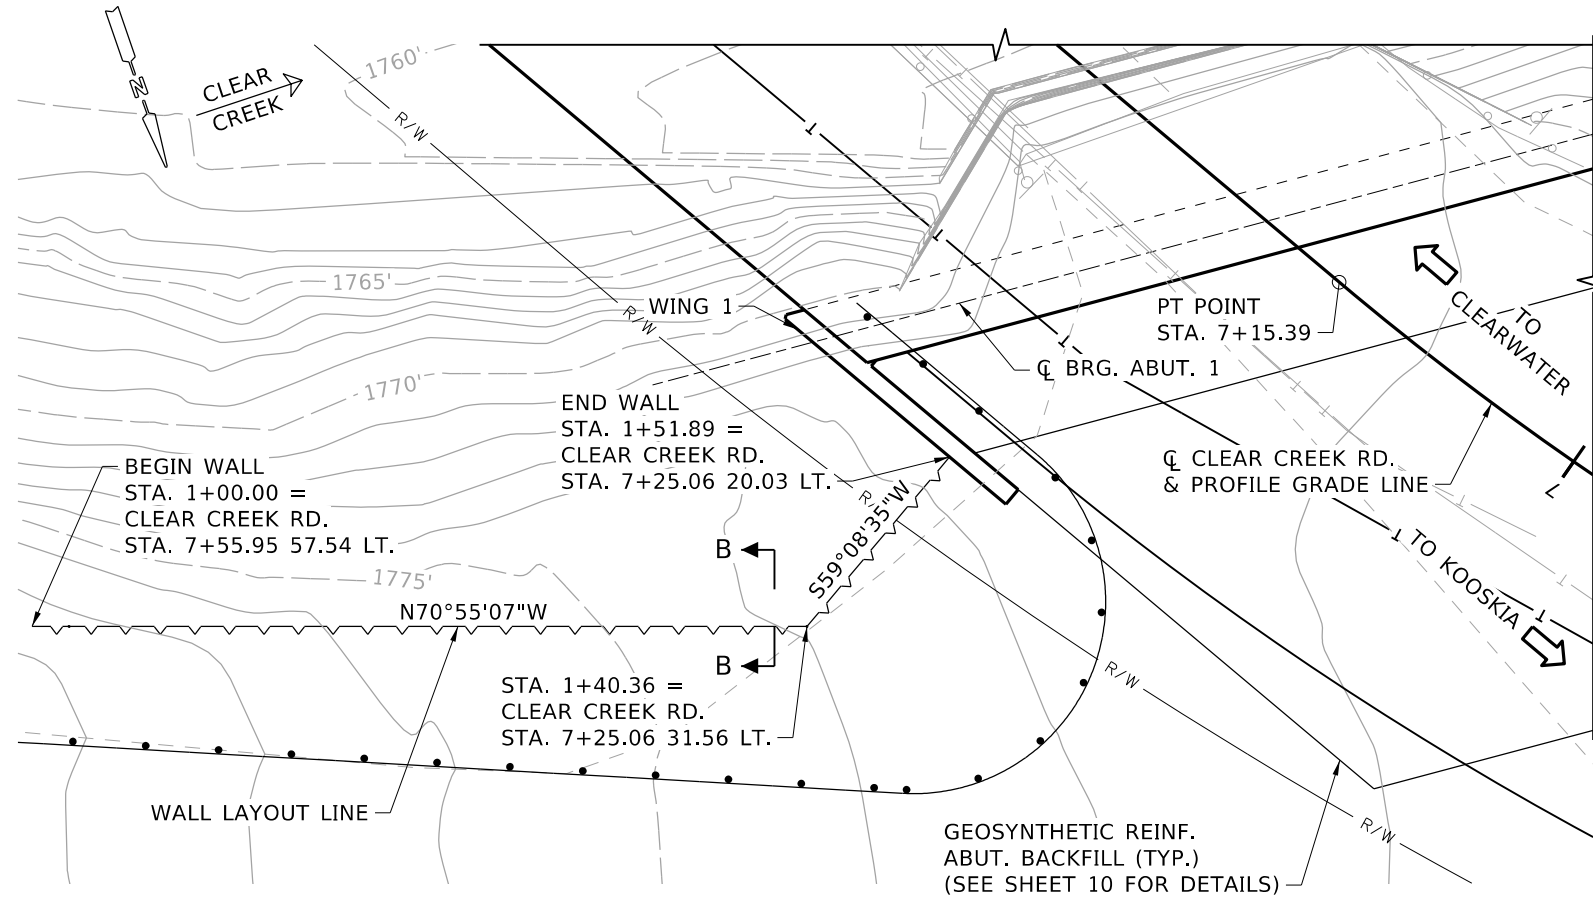 N
CLEAR
CREEK
1760'
R/W
1765'
R/W
WING 1
PT POINT
STA. 7+15.39
TO
CLEARWATER
℄ BRG. ABUT. 1
1770'
END WALL
STA. 1+51.89 =
CLEAR CREEK RD.
STA. 7+25.06 20.03 LT.
℄ CLEAR CREEK RD.
& PROFILE GRADE LINE
7
BEGIN WALL
STA. 1+00.00 =
CLEAR CREEK RD.
STA. 7+55.95 57.54 LT.
R/W
S59°08'35"W
B
1775'
N70°55'07"W
TO KOOSKIA
B
R/W
STA. 1+40.36 =
CLEAR CREEK RD.
STA. 7+25.06 31.56 LT.
WALL LAYOUT LINE
R/W
GEOSYNTHETIC REINF.
ABUT. BACKFILL (TYP.)
(SEE SHEET 10 FOR DETAILS)